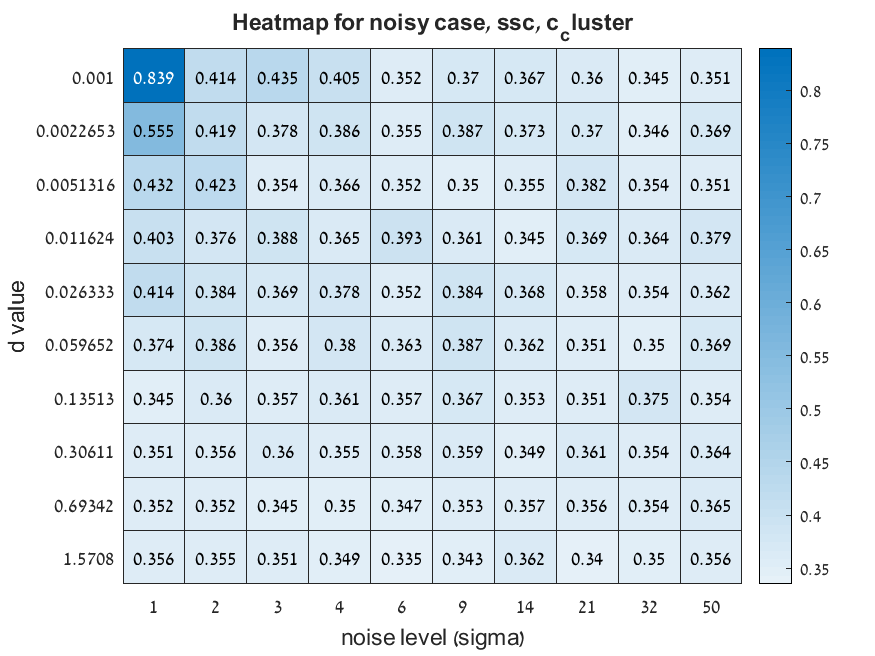 Heatmap for noisy case, ssc, c_cluster
0.001 0.839 0.414 0.435 0.405 0.352 0.37 0.367 0.36 0.345 0.351
0.0022653 0.555 0.419 0.378 0.386 0.355 0.387 0.373 0.37 0.346 0.369
0.0051316 0.432 0.423 0.354 0.366 0.352 0.35 0.355 0.382 0.354 0.351
0.011624 0.403 0.376 0.388 0.365 0.393 0.361 0.345 0.369 0.364 0.379
0.026333 0.414 0.384 0.369 0.378 0.352 0.384 0.368 0.358 0.354 0.362
0.059652 0.374 0.386 0.356 0.38 0.363 0.387 0.362 0.351 0.35 0.369
0.13513 0.345 0.36 0.357 0.361 0.357 0.367 0.353 0.351 0.375 0.354
0.30611 0.351 0.356 0.36 0.355 0.358 0.359 0.349 0.361 0.354 0.364
0.69342 0.352 0.352 0.345 0.35 0.347 0.353 0.357 0.356 0.354 0.365
1.5708 0.356 0.355 0.351 0.349 0.335 0.343 0.362 0.34 0.35 0.356
1 2 3 4 6 9 14 21 32 50
noise level (sigma)
d value
0.8
0.75
0.7
0.65
0.6
0.55
0.5
0.45
0.4
0.35